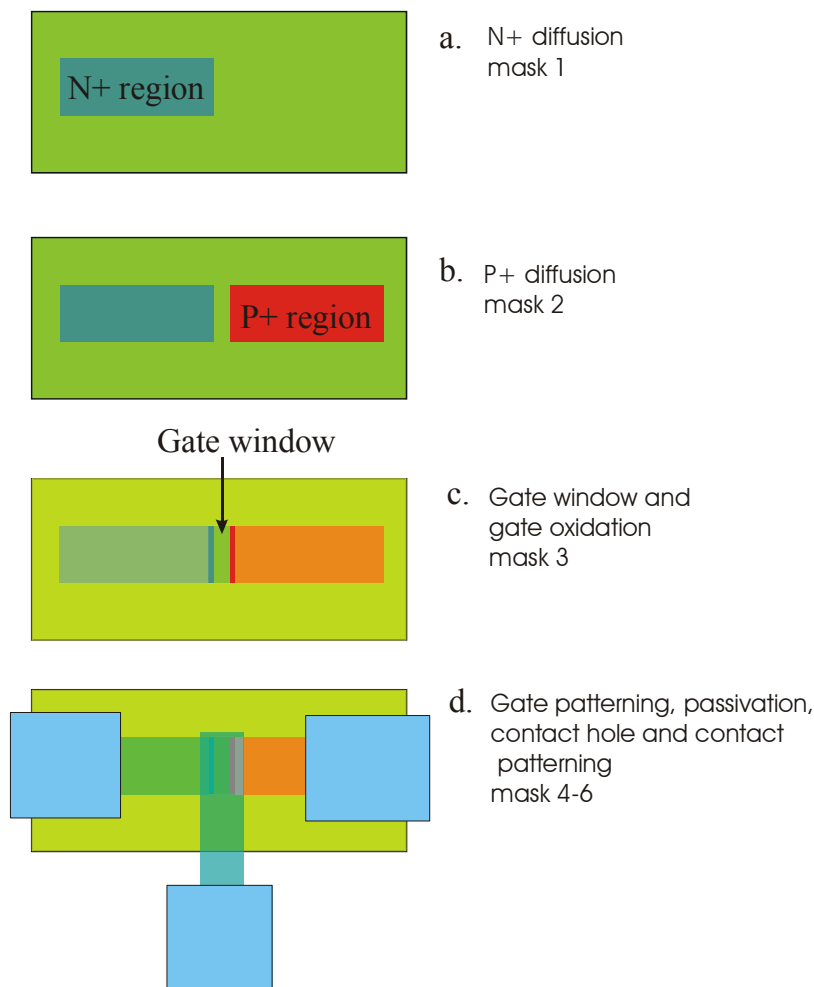 a. N+ diffusion
mask 1
N+ region
b. P+ diffusion
mask 2
P+ region
Gate window
c. Gate window and
gate oxidation
mask 3
d. Gate patterning, passivation,
contact hole and contact
patterning
mask 4-6